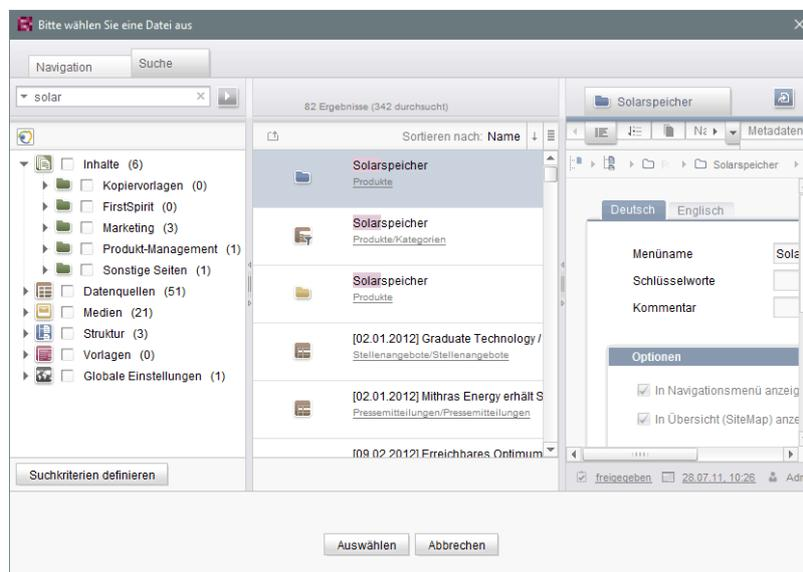 Bitte wählen Sie eine Datei aus
Navigation
Suche
solar
Inhalte (6)
Kopiervorlagen (0)
FirstSpirit (0)
Marketing (3)
Produkt-Management (1)
Sonstige Seiten (1)
Datenquellen (51)
Medien (21)
Struktur (3)
Vorlagen (0)
Globale Einstellungen (1)
Suchkriterien definieren
82 Ergebnisse (342 durchsucht)
Sortieren nach: Name
Solarspeicher
Produkte
Solarspeicher
Produkte/Kategorien
Solarspeicher
Produkte
[02.01.2012] Graduate Technology /
Stellenangebote/Stellenangebote
[02.01.2012] Mithras Energy erhält S
Pressemitteilungen/Pressemitteilungen
[09.02.2012] Erreichbares Optimum
Solarspeicher
Metadaten
Solarspeicher
Deutsch
Englisch
Menüname
Sola
Schlüsselworte
Kommentar
Optionen
In Navigationsmenü anzeig
In Übersicht (SiteMap) anze
freigegeben
28.07.11, 10:26
Adr
Auswählen
Abbrechen